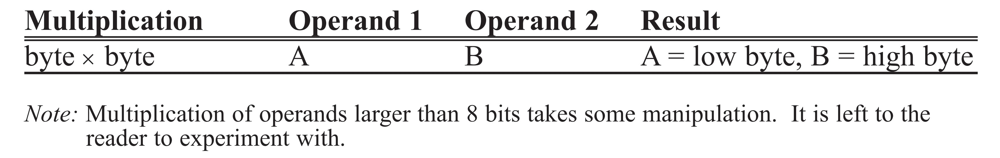 Multiplication Operand 1 Operand 2 Result
byte × byte A B A = low byte, B = high byte
Note: Multiplication of operands larger than 8 bits takes some manipulation. It is left to the
reader to experiment with.